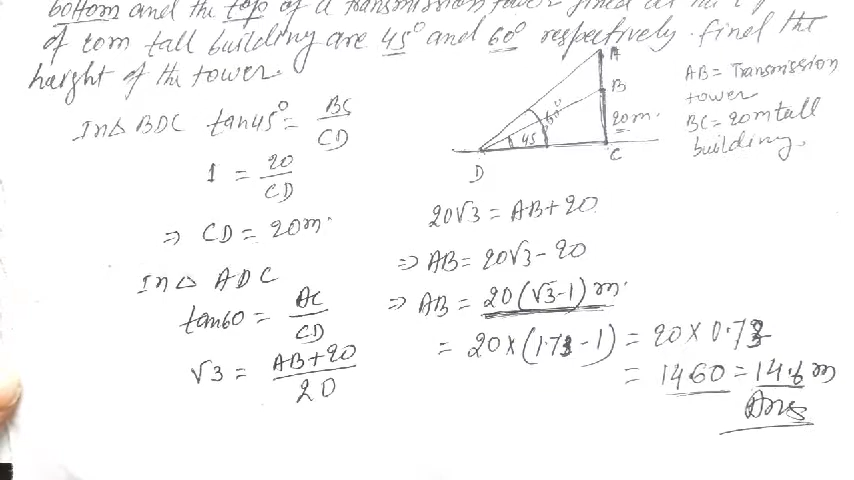 bottom and the top of a transmission tower fixed at the
of 20m tall building are 45° and 60° respectively. find the
height of the tower.
A
B
20m.
60°
45
C
D
AB = Transmission
tower
BC = 20m tall
building.
In △ BDC tan45° = BC/CD
1 = 20/CD
⇒ CD = 20m.
In △ ADC
tan60 = AC/CD
√3 = AB+20/20
20√3 = AB+20
⇒ AB = 20√3-20
⇒ AB = 20(√3-1)m.
= 20×(1.73-1) = 20×0.73
= 1460 = 14.6 m
Ans